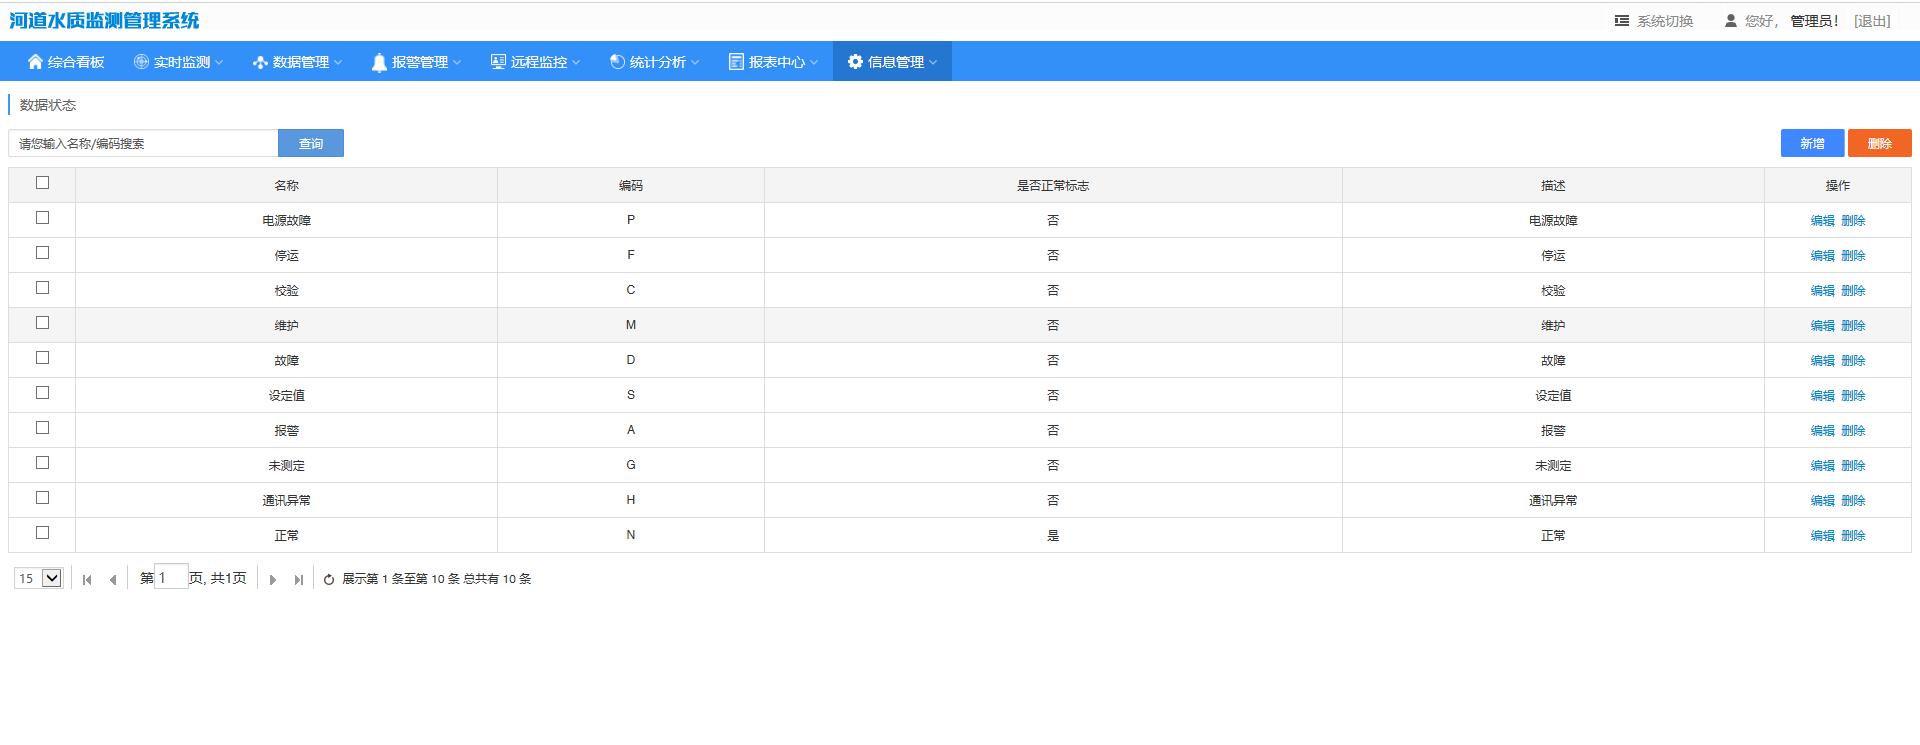 河道水质监测管理系统
系统切换 您好， 管理员！ [退出]
综合看板 实时监测 数据管理 报警管理 远程监控 统计分析 报表中心 信息管理
数据状态
请您输入名称/编码搜索 查询 新增 删除
名称 编码 是否正常标志 描述 操作
电源故障 P 否 电源故障 编辑 删除
停运 F 否 停运 编辑 删除
校验 C 否 校验 编辑 删除
维护 M 否 维护 编辑 删除
故障 D 否 故障 编辑 删除
设定值 S 否 设定值 编辑 删除
报警 A 否 报警 编辑 删除
未测定 G 否 未测定 编辑 删除
通讯异常 H 否 通讯异常 编辑 删除
正常 N 是 正常 编辑 删除
15 第 1 页, 共1页 展示第 1 条至第 10 条 总共有 10 条